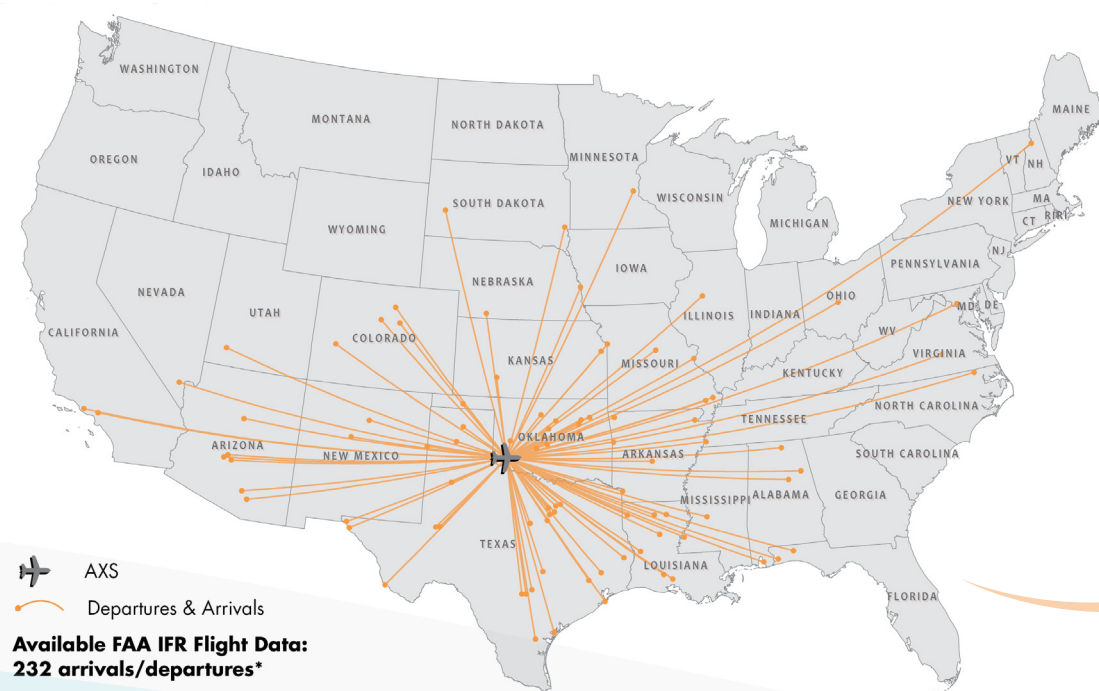 WASHINGTON
MONTANA
NORTH DAKOTA
MINNESOTA
MAINE
OREGON
IDAHO
VT
NH
WISCONSIN
NEW YORK
MA
SOUTH DAKOTA
MICHIGAN
CT
RI
RI
WYOMING
NJ
PENNSYLVANIA
IOWA
NEBRASKA
OHIO
MD
DE
NEVADA
UTAH
ILLINOIS
INDIANA
CALIFORNIA
COLORADO
WV
KANSAS
MISSOURI
VIRGINIA
KENTUCKY
NORTH CAROLINA
TENNESSEE
OKLAHOMA
ARIZONA
NEW MEXICO
ARKANSAS
SOUTH CAROLINA
MISSISSIPPI
ALABAMA
GEORGIA
TEXAS
LOUISIANA
FLORIDA
AXS
Departures & Arrivals
Available FAA IFR Flight Data:
232 arrivals/departures*